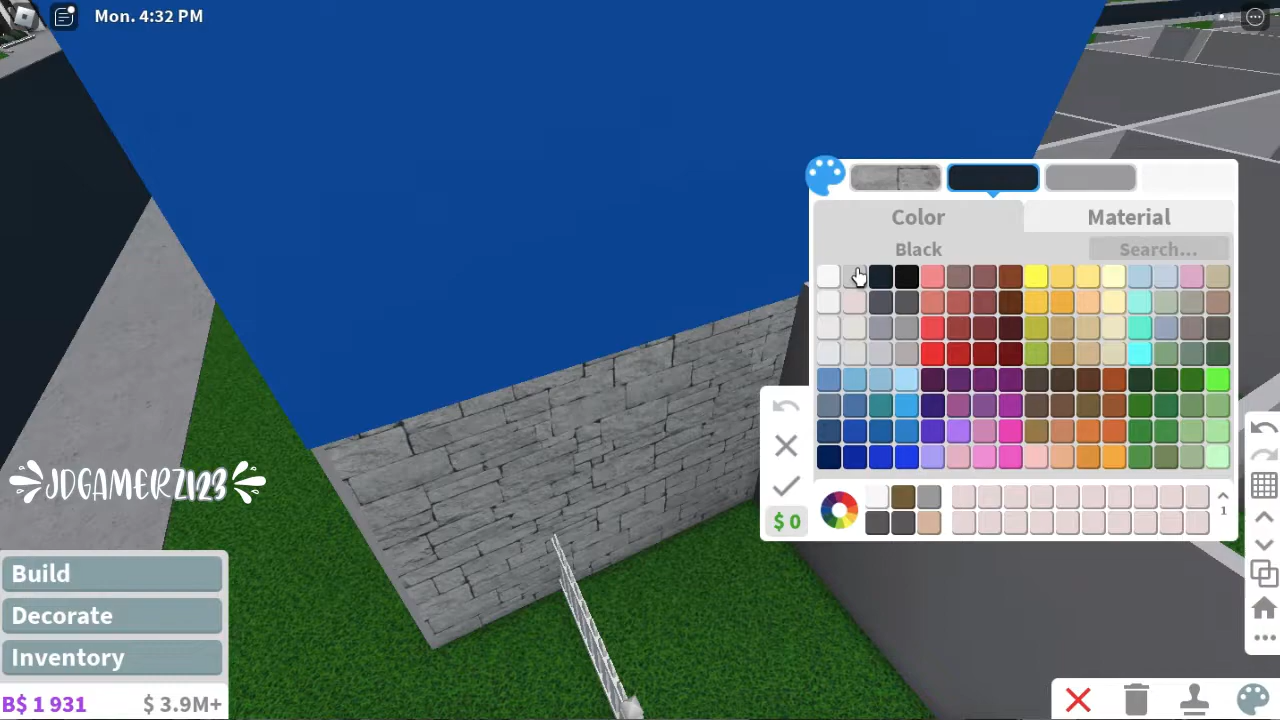 Mon. 4:32 PM
Color
Material
Black
Search...
JDGAMERZ123
$ 0
1
Build
Decorate
Inventory
B$ 1 931
$ 3.9M+